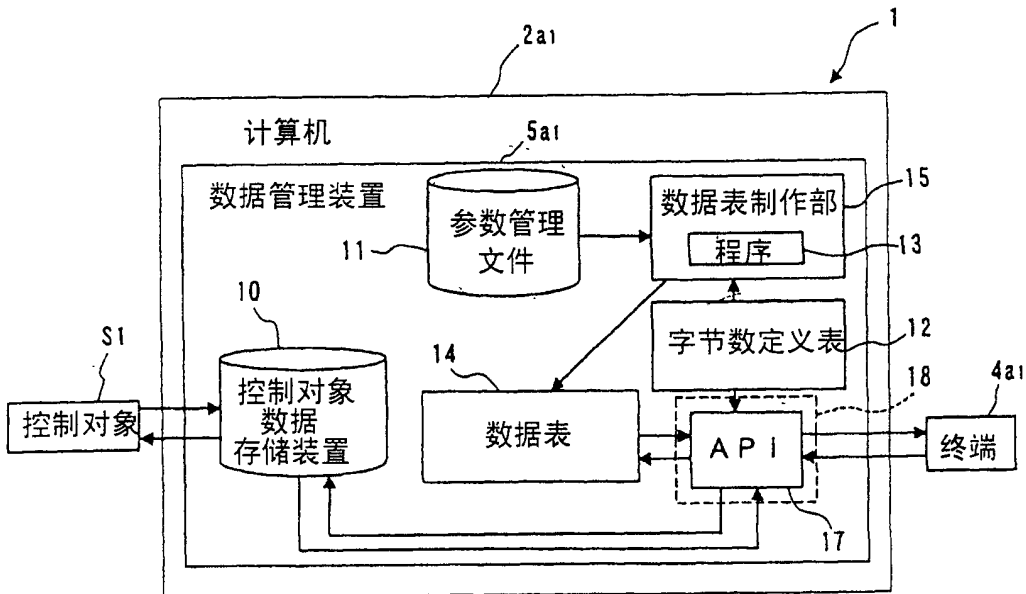 1
2a1
计算机
5a1
数据管理装置
参数管理
文件
11
数据表制作部
程序
15
13
10
S1
控制对象
控制对象
数据
存储装置
14
数据表
字节数定义表
12
18
API
17
4a1
终端